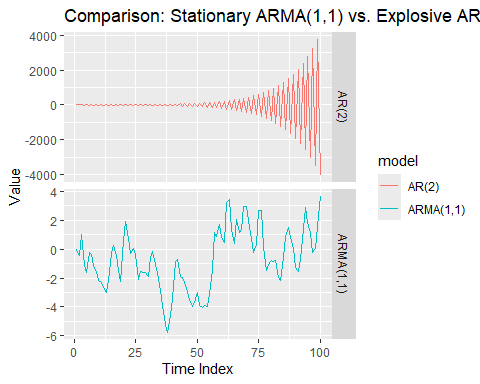 Comparison: Stationary ARMA(1,1) vs. Explosive AR
4000
2000
0
-2000
-4000
AR(2)
4
2
0
-2
-4
-6
ARMA(1,1)
Value
0
25
50
75
100
Time Index
model
AR(2)
ARMA(1,1)